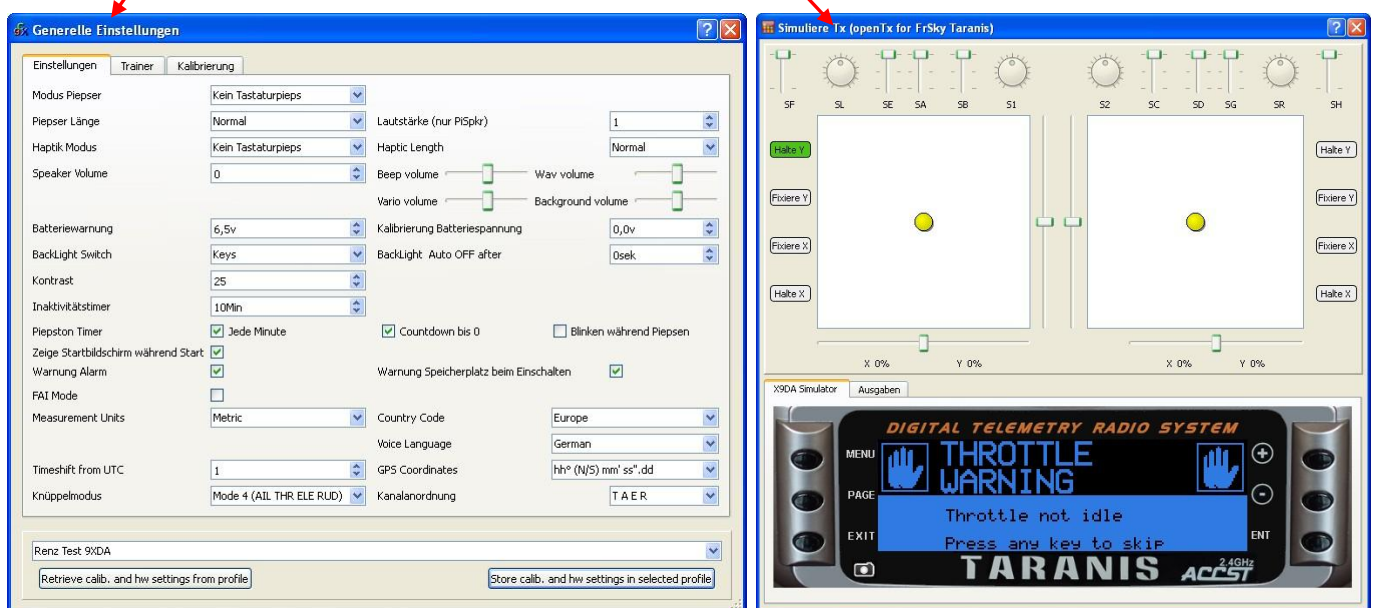 Generelle Einstellungen
Einstellungen Trainer Kalibrierung
Modus Piepser Kein Tastaturpieps
Piepser Länge Normal Lautstärke (nur PiSpkr) 1
Haptik Modus Kein Tastaturpieps Haptic Length Normal
Speaker Volume 0 Beep volume Wav volume
Vario volume Background volume
Batteriewarnung 6,5v Kalibrierung Batteriespannung 0,0v
BackLight Switch Keys BackLight Auto OFF after 0sek
Kontrast 25
Inaktivitätstimer 10Min
Piepston Timer Jede Minute Countdown bis 0 Blinken während Piepsen
Zeige Startbildschirm während Start
Warnung Alarm Warnung Speicherplatz beim Einschalten
FAI Mode
Measurement Units Metric Country Code Europe
Voice Language German
Timeshift from UTC 1 GPS Coordinates hh° (N/S) mm' ss".dd
Knüppelmodus Mode 4 (AIL THR ELE RUD) Kanalanordnung T A E R
Renz Test 9XDA
Retrieve calib. and hw settings from profile Store calib. and hw settings in selected profile
Simuliere Tx (openTx for FrSky Taranis)
SF SL SE SA SB S1 S2 SC SD SG SR SH
Halte Y Halte Y
Fixiere Y Fixiere Y
Fixiere X Fixiere X
Halte X Halte X
X 0% Y 0% X 0% Y 0%
X9DA Simulator Ausgaben
DIGITAL TELEMETRY RADIO SYSTEM
MENU THROTTLE
WARNING
PAGE
Throttle not idle
EXIT Press any key to skip ENT
TARANIS ACCST 2.4GHz